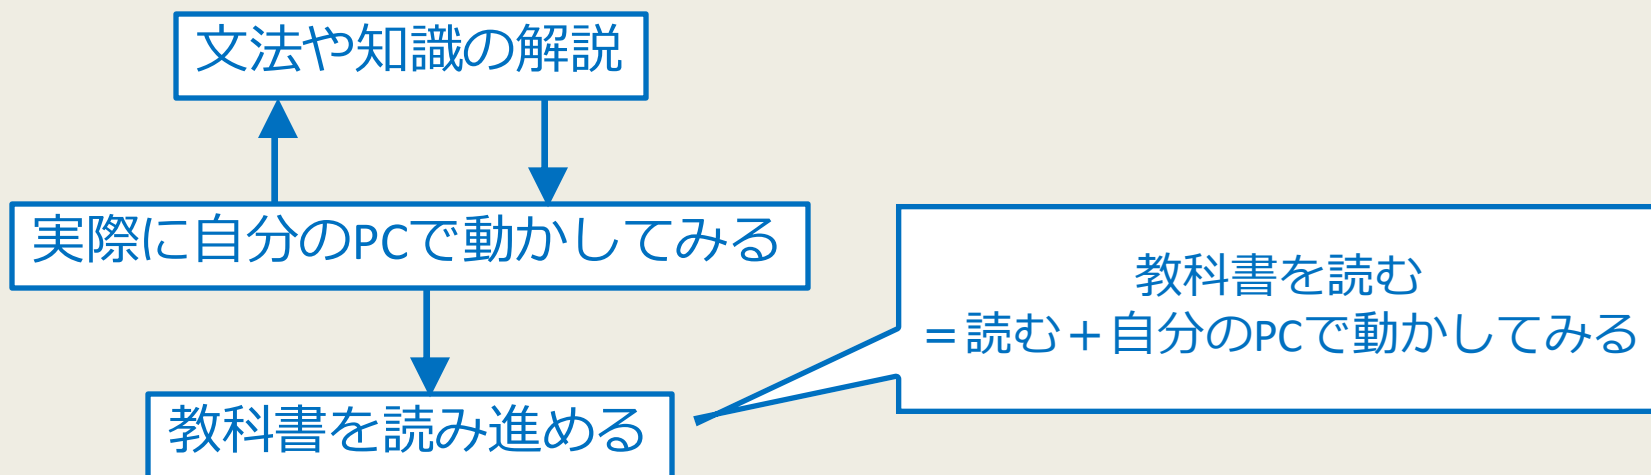 文法や知識の解説
実際に自分のPCで動かしてみる
教科書を読む
＝読む＋自分のPCで動かしてみる
教科書を読み進める